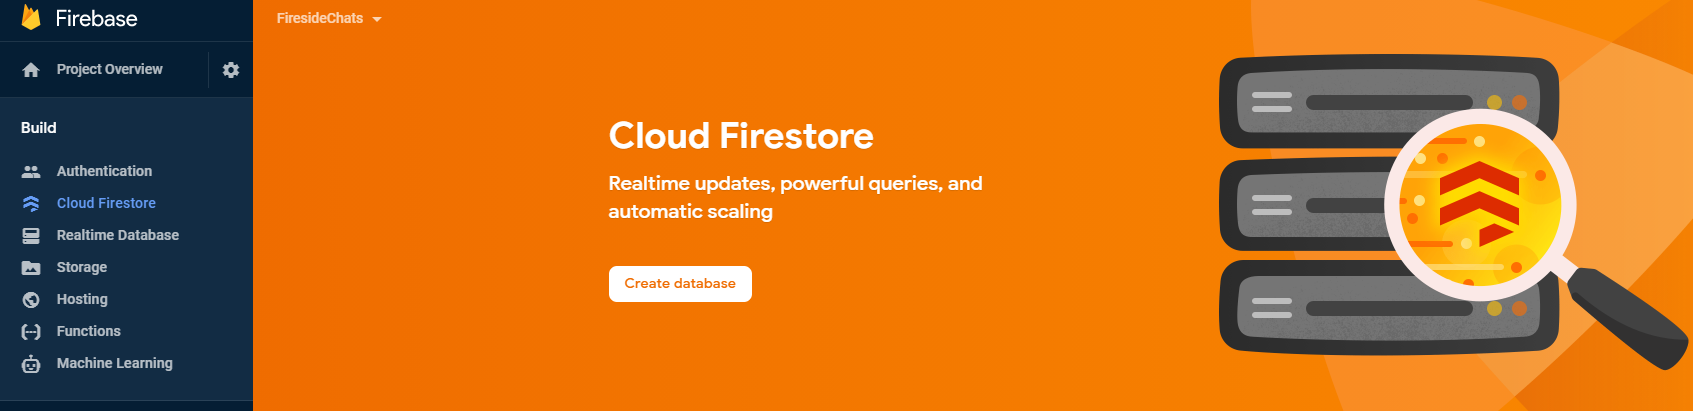 Firebase
FiresideChats
Project Overview
Build
Authentication
Cloud Firestore
Realtime Database
Storage
Hosting
Functions
Machine Learning
Cloud Firestore
Realtime updates, powerful queries, and
automatic scaling
Create database